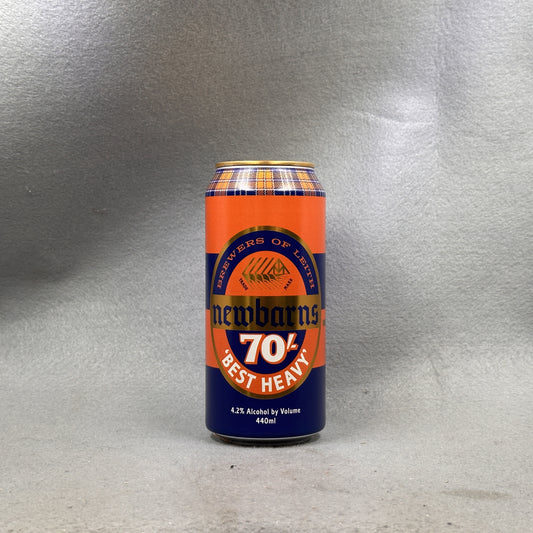 BREWERS OF LEITH
TRADE MARK
newbarns
70/-
'BEST HEAVY'
4.2% Alcohol by Volume
440ml